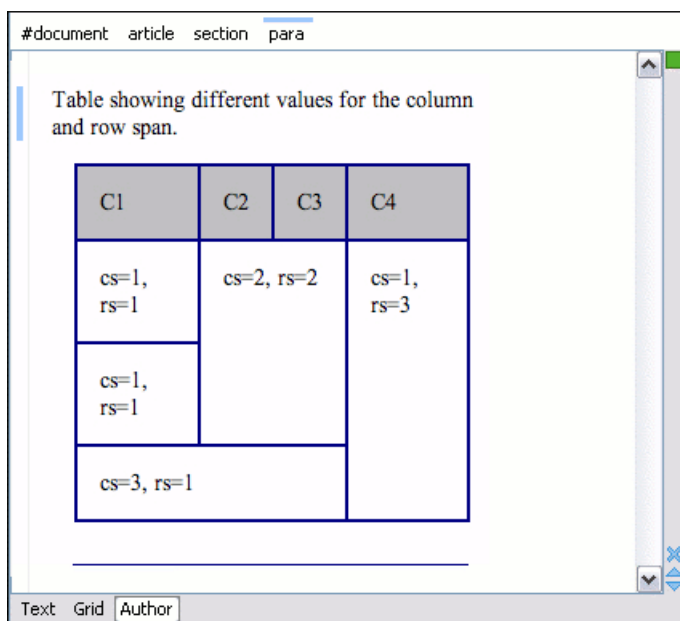 #document article section para
Table showing different values for the column
and row span.
C1 C2 C3 C4
cs=1,
rs=1
cs=2, rs=2
cs=1,
rs=3
cs=1,
rs=1
cs=3, rs=1
Text Grid Author